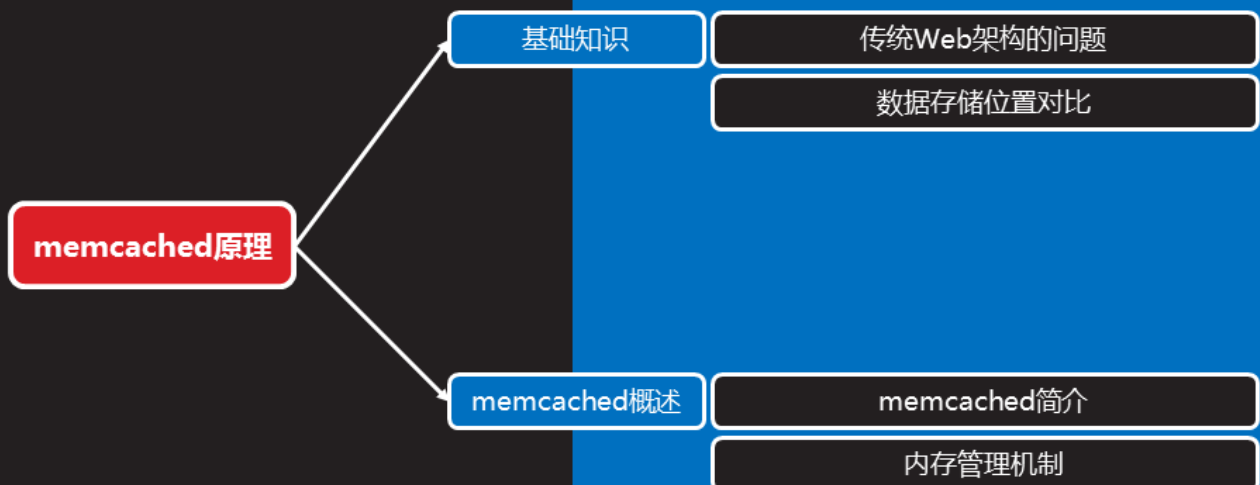 基础知识
传统Web架构的问题
数据存储位置对比
memcached原理
memcached概述
memcached简介
内存管理机制